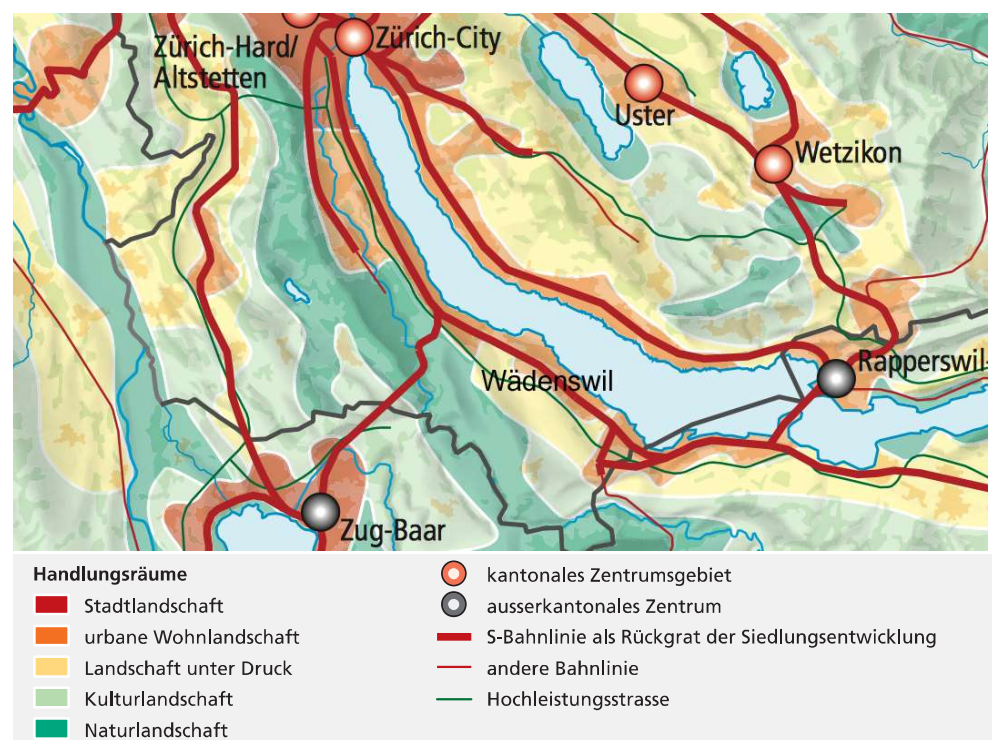 Zürich-Hard/
Altstetten
Zürich-City
Uster
Wetzikon
Wädenswil
Rapperswil-
Zug-Baar
Handlungsräume
Stadtlandschaft
urbane Wohnlandschaft
Landschaft unter Druck
Kulturlandschaft
Naturlandschaft
kantonales Zentrumsgebiet
ausserkantonales Zentrum
S-Bahnlinie als Rückgrat der Siedlungsentwicklung
andere Bahnlinie
Hochleistungsstrasse